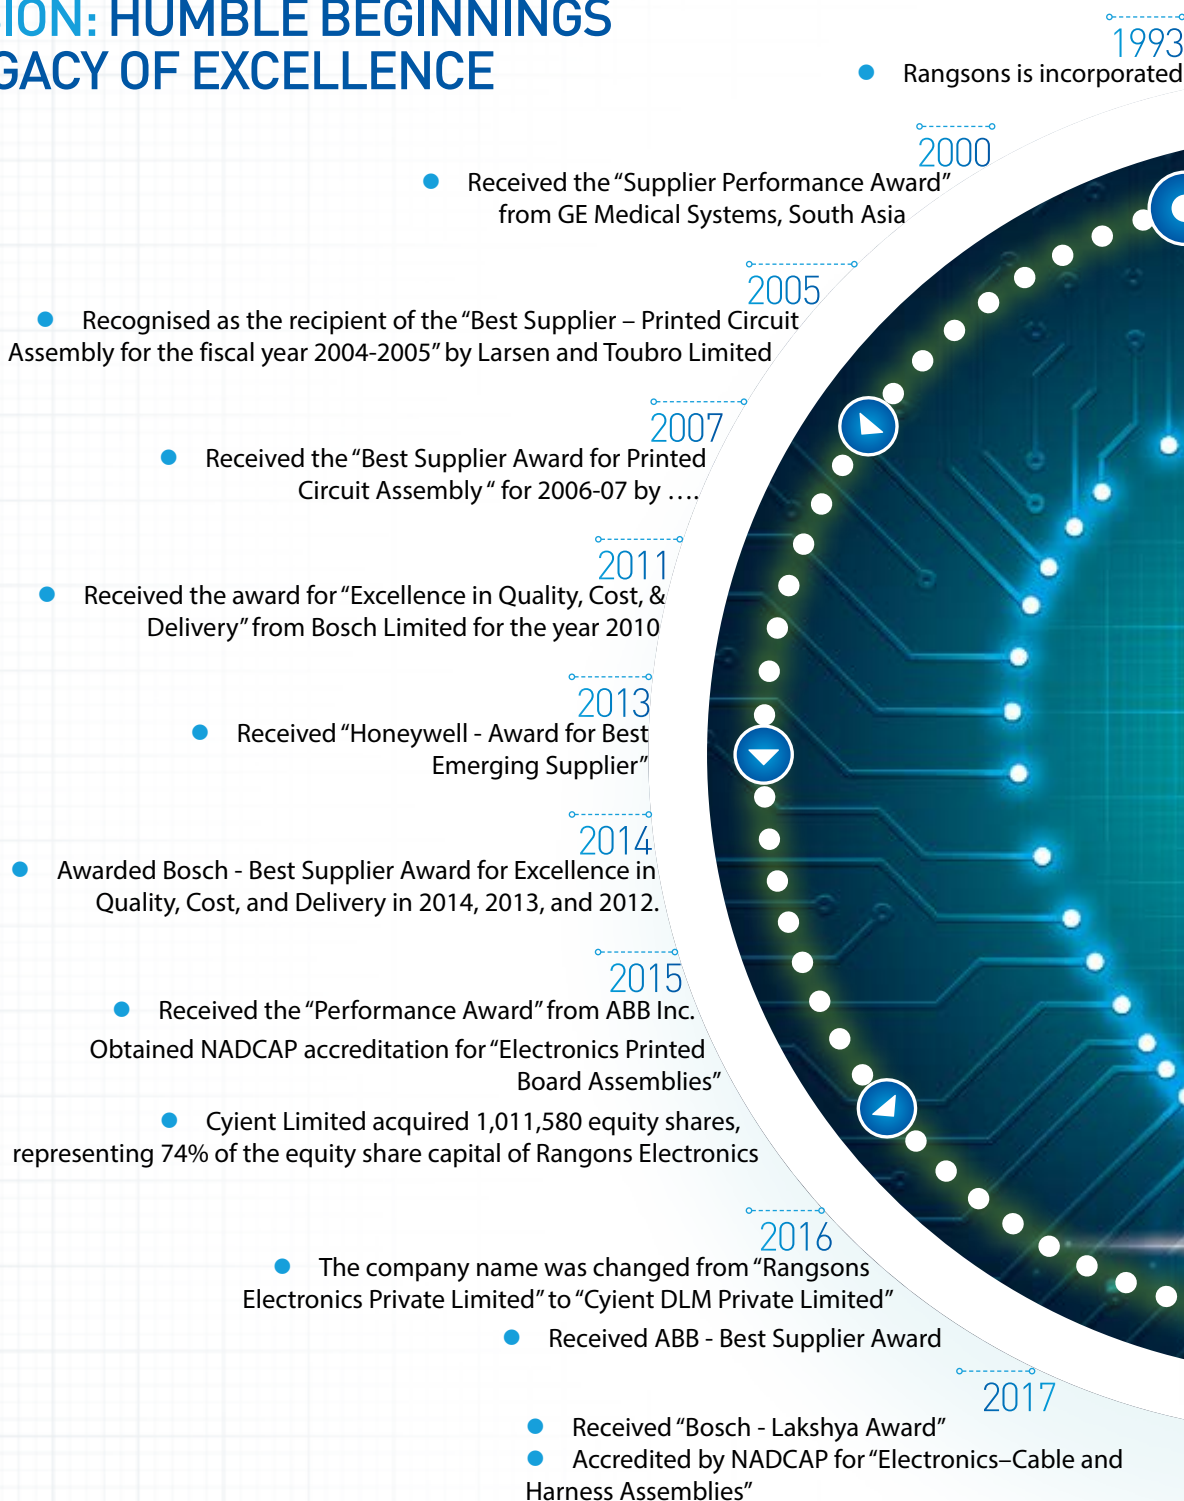 ION: HUMBLE BEGINNINGS
GACY OF EXCELLENCE
1993
Rangsons is incorporated
2000
Received the “Supplier Performance Award”
from GE Medical Systems, South Asia
2005
Recognised as the recipient of the “Best Supplier – Printed Circuit
Assembly for the fiscal year 2004-2005” by Larsen and Toubro Limited
2007
Received the “Best Supplier Award for Printed
Circuit Assembly “ for 2006-07 by ….
2011
Received the award for “Excellence in Quality, Cost, &
Delivery” from Bosch Limited for the year 2010
2013
Received “Honeywell - Award for Best
Emerging Supplier”
2014
Awarded Bosch - Best Supplier Award for Excellence in
Quality, Cost, and Delivery in 2014, 2013, and 2012.
2015
Received the “Performance Award” from ABB Inc.
Obtained NADCAP accreditation for “Electronics Printed
Board Assemblies”
Cyient Limited acquired 1,011,580 equity shares,
representing 74% of the equity share capital of Rangons Electronics
2016
The company name was changed from “Rangsons
Electronics Private Limited” to “Cyient DLM Private Limited”
Received ABB - Best Supplier Award
2017
Received “Bosch - Lakshya Award”
Accredited by NADCAP for “Electronics–Cable and
Harness Assemblies”